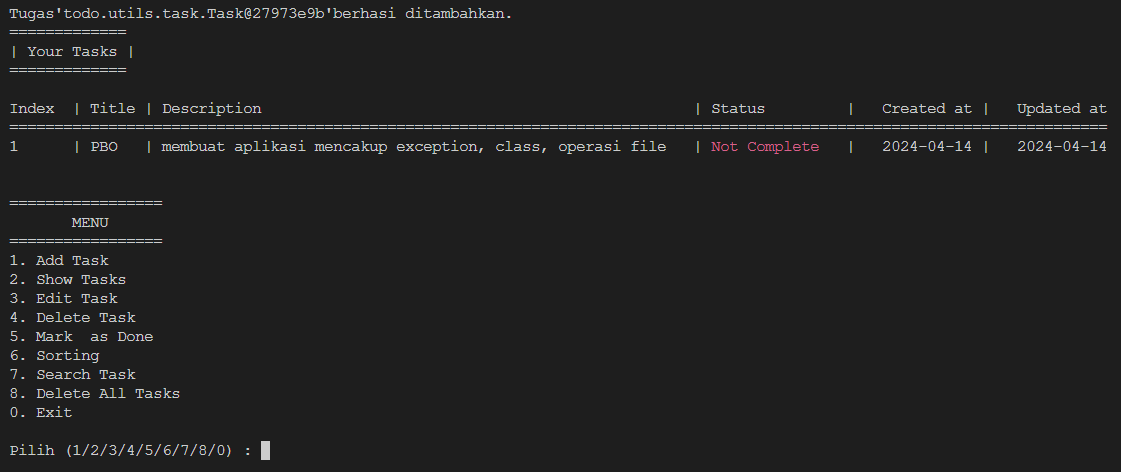 Tugas'todo.utils.task.Task@27973e9b'berhasi ditambahkan.
=============
| Your Tasks |
=============
Index  | Title | Description                                                | Status         |   Created at |   Updated at
==========================================================================================================================
1      | PBO   | membuat aplikasi mencakup exception, class, operasi file   | Not Complete   |   2024-04-14 |   2024-04-14
=================
       MENU
=================
1. Add Task
2. Show Tasks
3. Edit Task
4. Delete Task
5. Mark  as Done
6. Sorting
7. Search Task
8. Delete All Tasks
0. Exit
Pilih (1/2/3/4/5/6/7/8/0) :